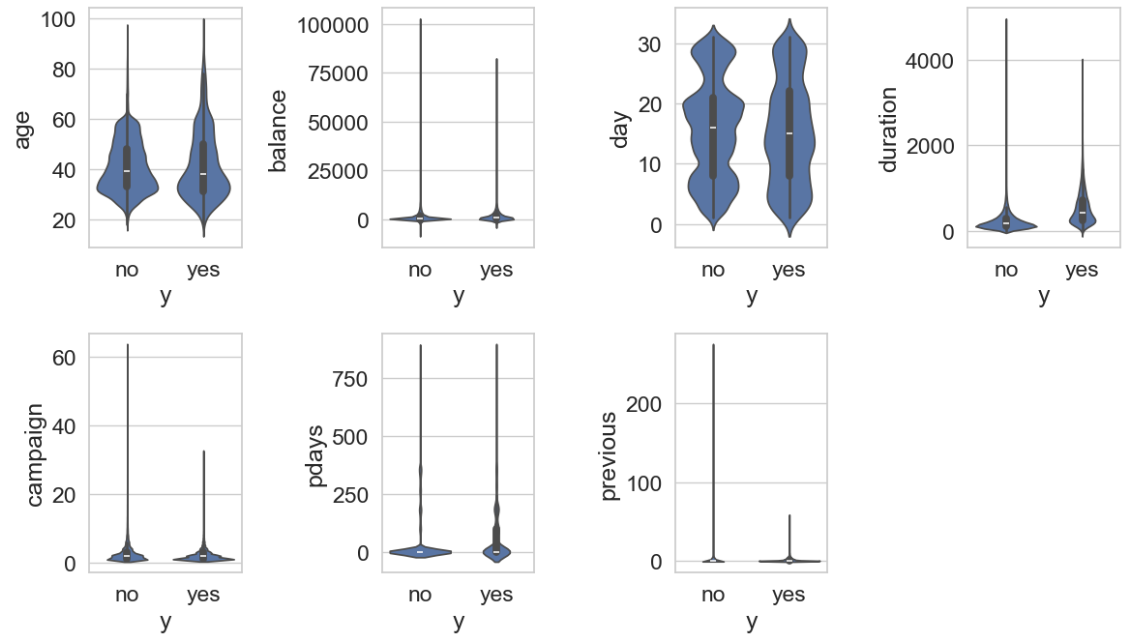 age
100
80
60
40
20
no yes
y
balance
100000
75000
50000
25000
0
no yes
y
day
30
20
10
0
no yes
y
duration
4000
2000
0
no yes
y
campaign
60
40
20
0
no yes
y
pdays
750
500
250
0
no yes
y
previous
200
100
0
no yes
y